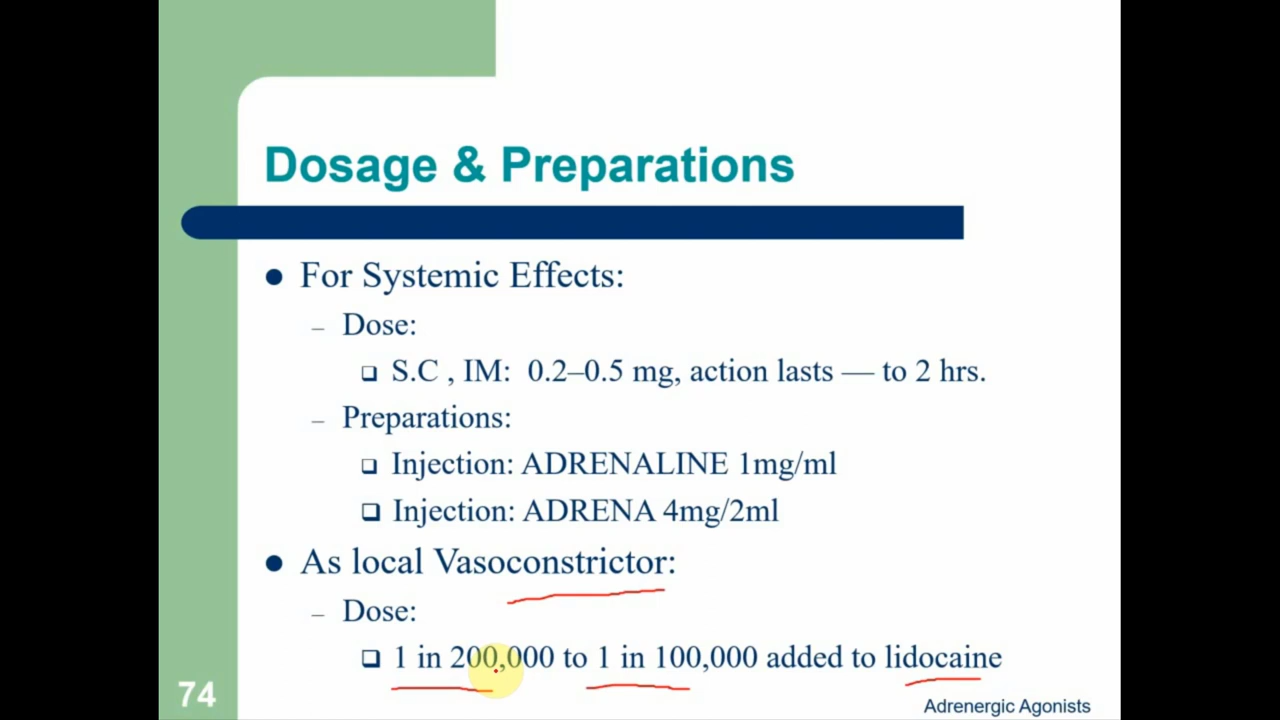 Dosage & Preparations
For Systemic Effects:
– Dose:
S.C , IM: 0.2–0.5 mg, action lasts — to 2 hrs.
– Preparations:
Injection: ADRENALINE 1mg/ml
Injection: ADRENA 4mg/2ml
As local Vasoconstrictor:
– Dose:
1 in 200,000 to 1 in 100,000 added to lidocaine
74
Adrenergic Agonists